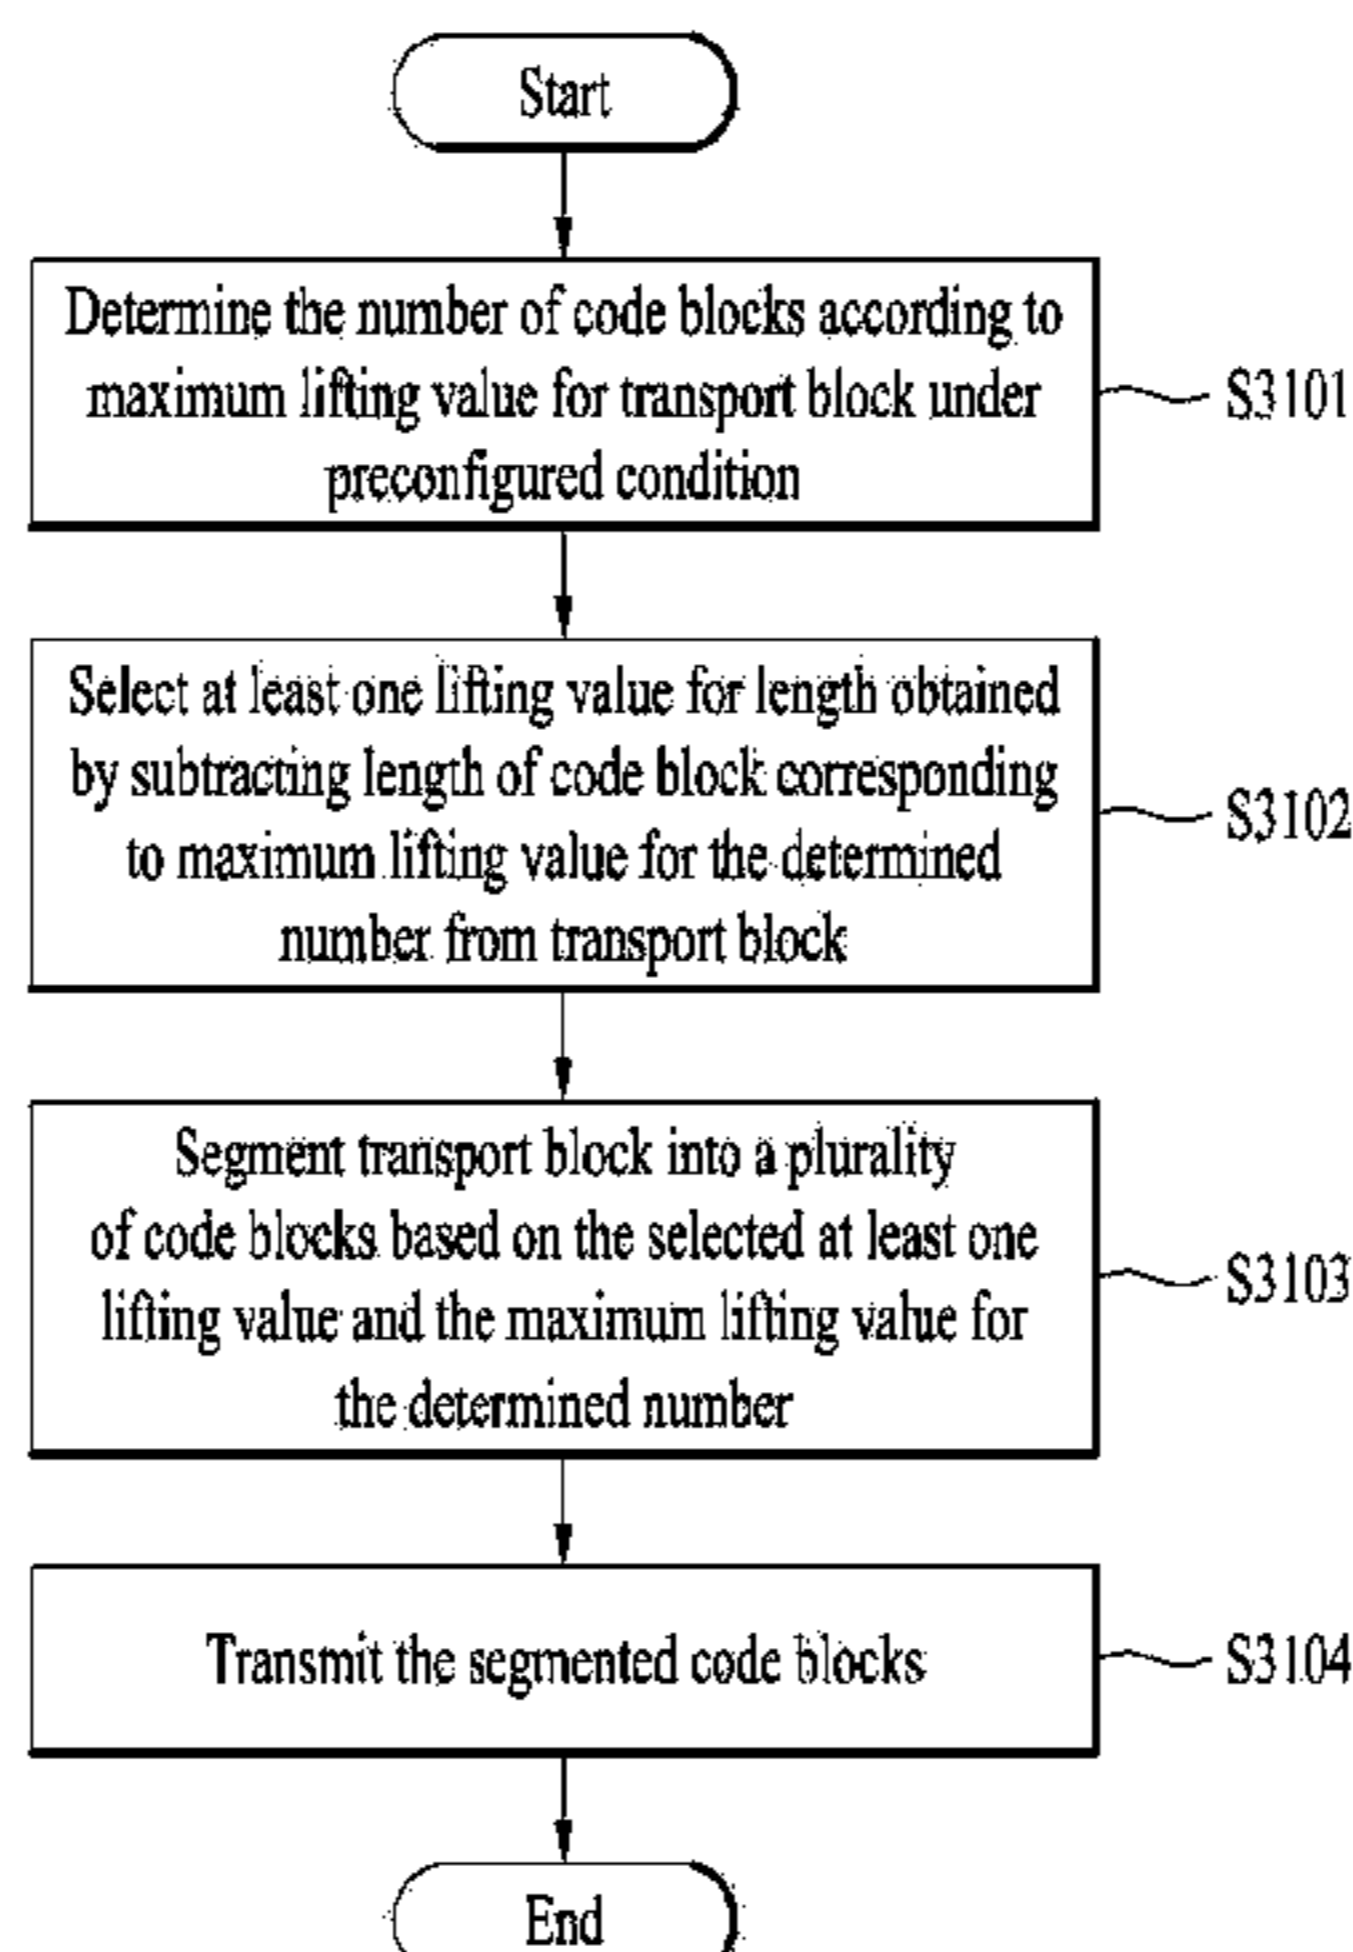 Start
Determine the number of code blocks according to
maximum lifting value for transport block under
preconfigured condition
S3101
Select at least one lifting value for length obtained
by subtracting length of code block corresponding
to maximum lifting value for the determined
number from transport block
S3102
Segment transport block into a plurality
of code blocks based on the selected at least one
lifting value and the maximum lifting value for
the determined number
S3103
Transmit the segmented code blocks
S3104
End